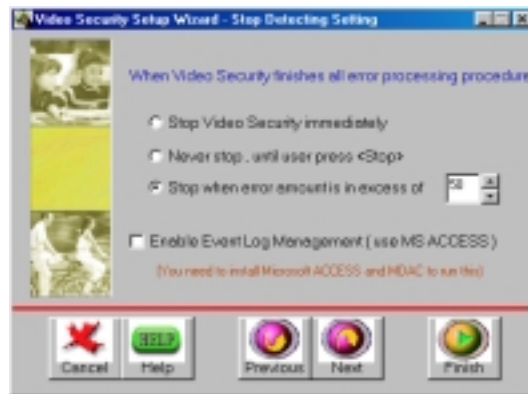 Video Security Setup Wizard - Stop Detecting Setting
When Video Security finishes all error processing procedure
Stop Video Security immediately
Never stop , until user press <Stop>
Stop when error amount is in excess of 50
Enable Event Log Management ( use MS ACCESS )
(You need to install Microsoft ACCESS and MDAC to run this)
HELP
Cancel Help Previous Next Finish